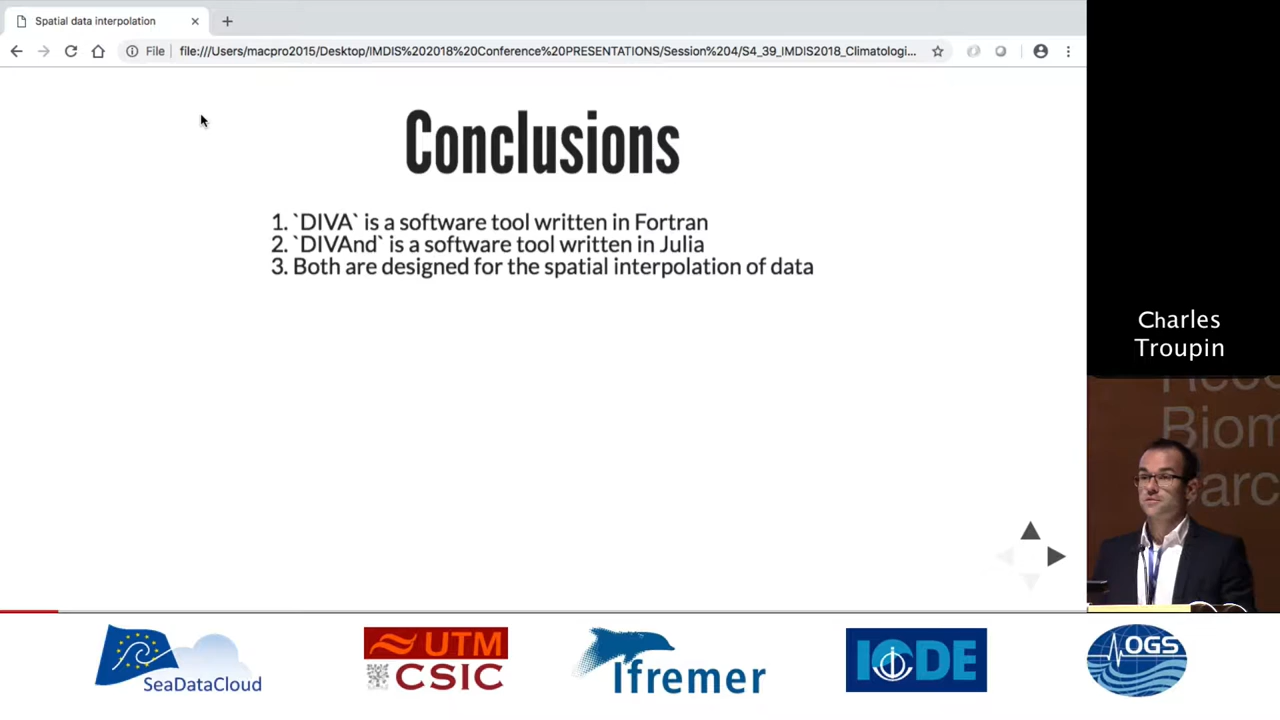 Spatial data interpolation
File
file:///Users/macpro2015/Desktop/IMDIS%202018%20Conference%20PRESENTATIONS/Session%204/S4_39_IMDIS2018_Climatologi...
Conclusions
1. `DIVA` is a software tool written in Fortran
2. `DIVAnd` is a software tool written in Julia
3. Both are designed for the spatial interpolation of data
Charles
Troupin
Biom
arc
SeaDataCloud
UTM
CSIC
Ifremer
IODE
OGS